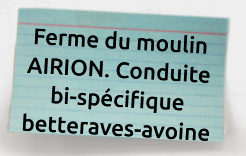 Ferme du moulin
AIRION. Conduite
bi-spécifique
betteraves-avoine